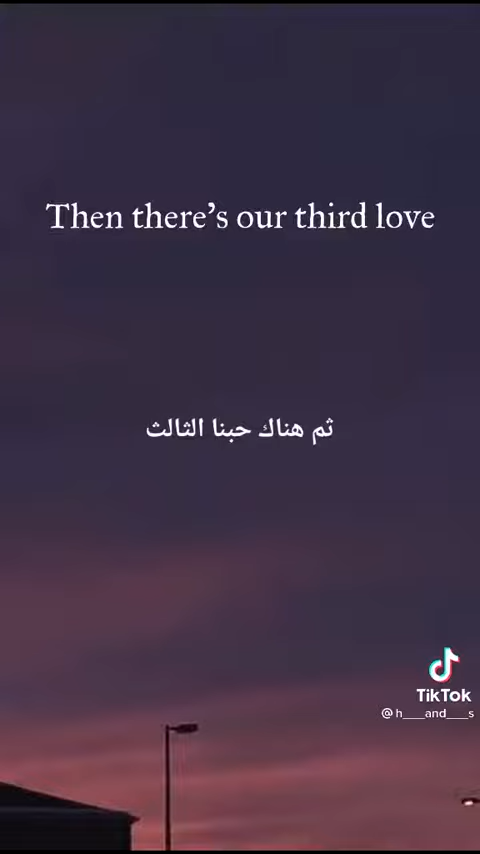 Then there's our third love
ثم هناك حبنا الثالث
TikTok
@h___and___s